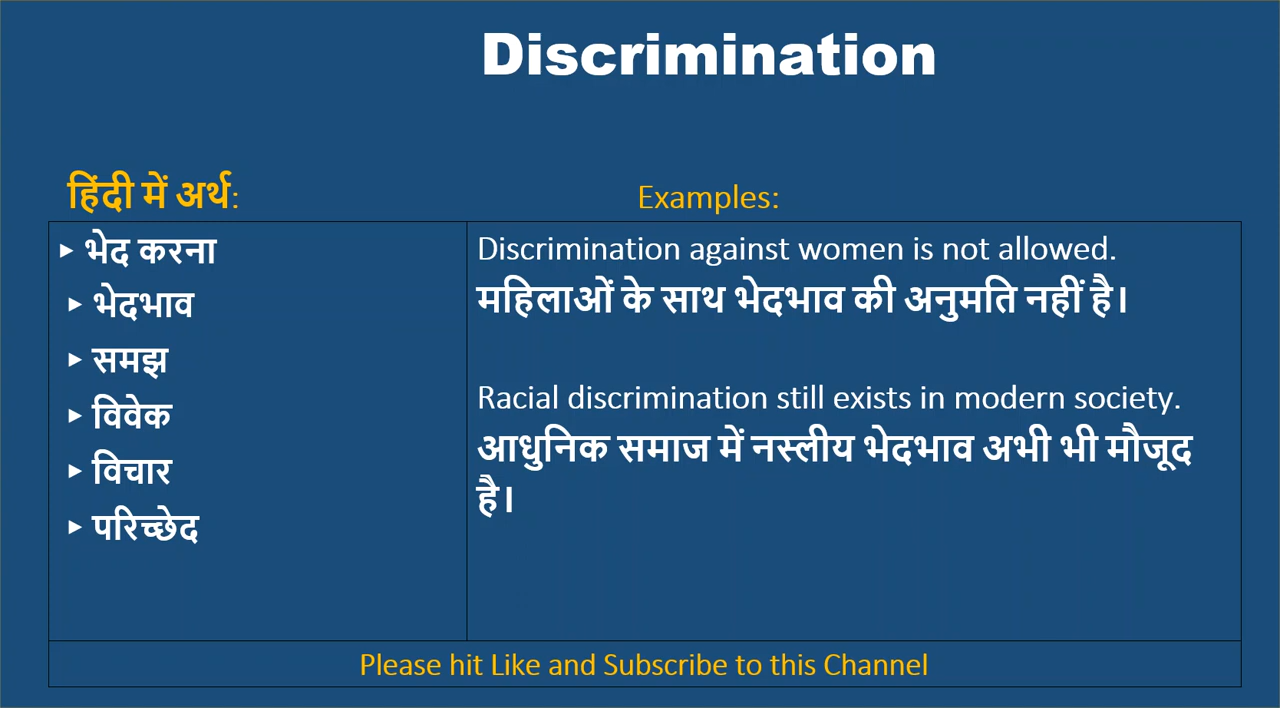 Discrimination
हिंदी में अर्थ:
भेद करना
भेदभाव
समझ
विवेक
विचार
परिच्छेद
Examples:
Discrimination against women is not allowed.
महिलाओं के साथ भेदभाव की अनुमति नहीं है।
Racial discrimination still exists in modern society.
आधुनिक समाज में नस्लीय भेदभाव अभी भी मौजूद
है।
Please hit Like and Subscribe to this Channel